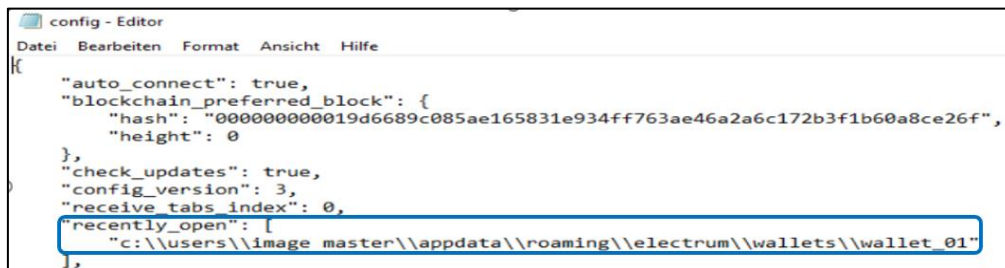 config - Editor
Datei Bearbeiten Format Ansicht Hilfe
{
"auto_connect": true,
"blockchain_preferred_block": {
"hash": "000000000019d6689c085ae165831e934ff763ae46a2a6c172b3f1b60a8ce26f",
"height": 0
},
"check_updates": true,
"config_version": 3,
"receive_tabs_index": 0,
"recently_open": [
"c:\\users\\image master\\appdata\\roaming\\electrum\\wallets\\wallet_01"
],